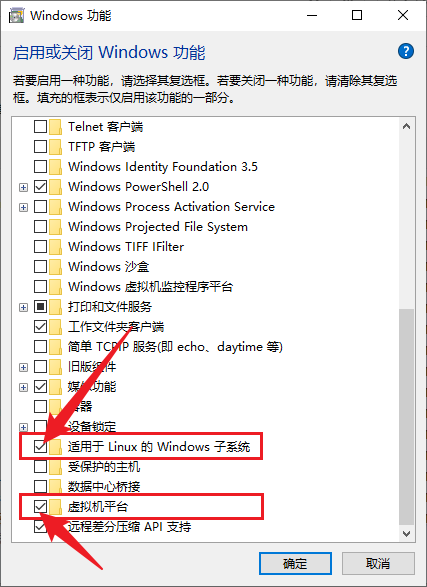 Windows 功能
启用或关闭 Windows 功能
若要启用一种功能，请选择其复选框。若要关闭一种功能，请清除其复选
框。填充的框表示仅启用该功能的一部分。
Telnet 客户端
TFTP 客户端
Windows Identity Foundation 3.5
Windows PowerShell 2.0
Windows Process Activation Service
Windows Projected File System
Windows TIFF IFilter
Windows 沙盒
Windows 虚拟机监控程序平台
打印和文件服务
工作文件夹客户端
简单 TCPIP 服务(即 echo、daytime 等)
旧版组件
媒体功能
器
设备锁定
适用于 Linux 的 Windows 子系统
受保护的主机
数据中心桥接
虚拟机平台
远程差分压缩 API 支持
确定
取消